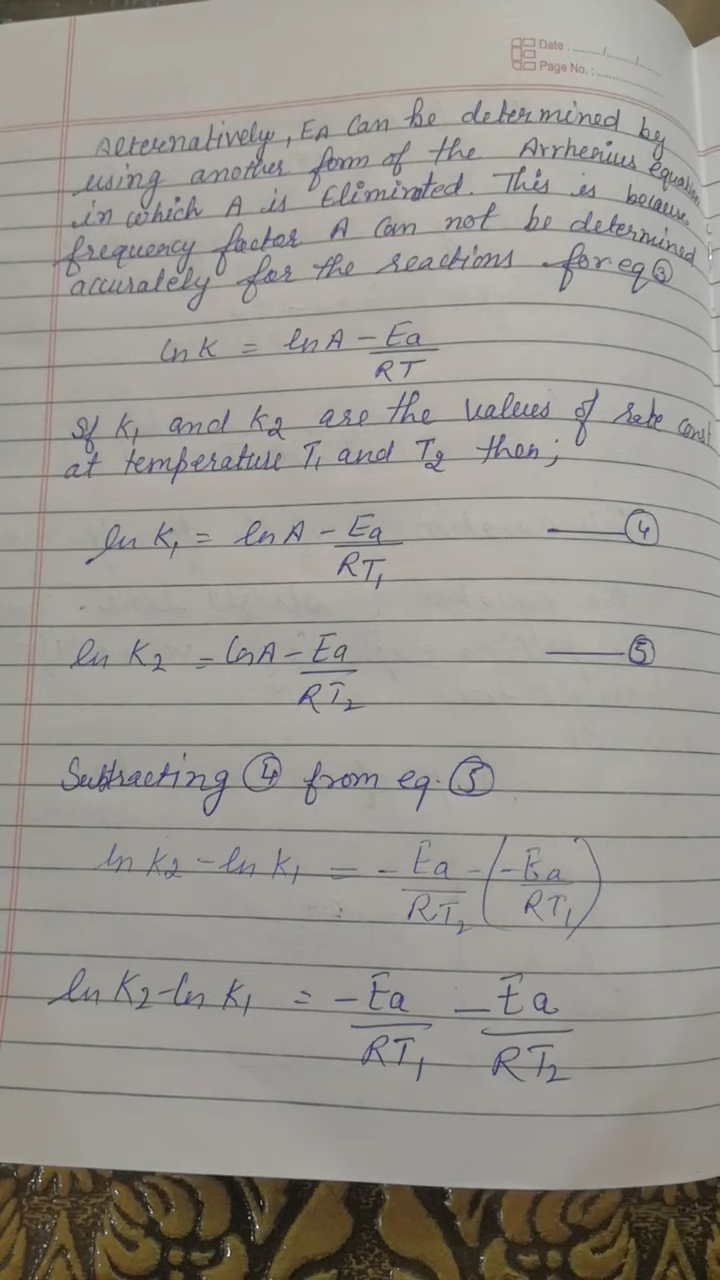 Date : ......./......./.......
Page No. : ...................
Alternatively, EA Can be determined by
using another form of the Arrhenius equation
in which A is Eliminated. This is because
frequency factor A Can not be determined
accurately for the reactions for eq ③
ln K = ln A - Ea/RT
If K₁ and K₂ are the values of rate const
at temperature T₁ and T₂ then;
ln K₁ = ln A - Ea/RT₁ —— ④
ln K₂ = ln A - Ea/RT₂ —— ⑤
Subtracting ④ from eq. ⑤
ln K₂ - ln K₁ = - Ea/RT₂ - (-Ea/RT₁)
ln K₂ - ln K₁ = - Ea/RT₁ - Ea/RT₂